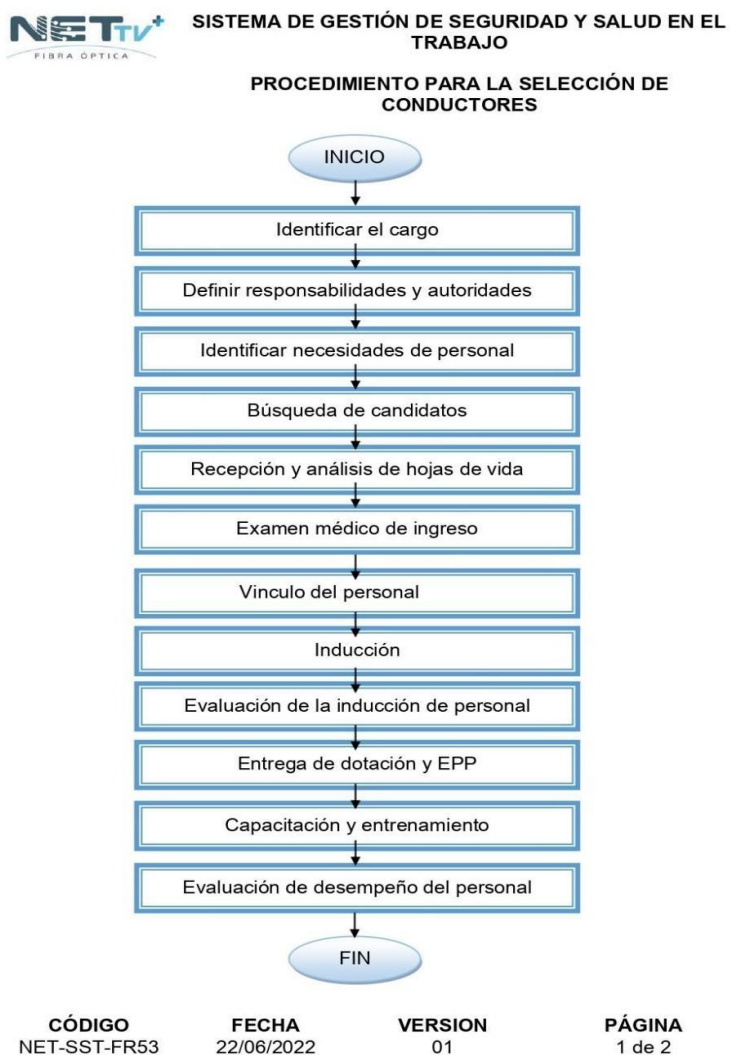 NETTV+
FIBRA ÓPTICA
SISTEMA DE GESTIÓN DE SEGURIDAD Y SALUD EN EL
TRABAJO
PROCEDIMIENTO PARA LA SELECCIÓN DE
CONDUCTORES
INICIO
Identificar el cargo
Definir responsabilidades y autoridades
Identificar necesidades de personal
Búsqueda de candidatos
Recepción y análisis de hojas de vida
Examen médico de ingreso
Vinculo del personal
Inducción
Evaluación de la inducción de personal
Entrega de dotación y EPP
Capacitación y entrenamiento
Evaluación de desempeño del personal
FIN
CÓDIGO FECHA VERSION PÁGINA
NET-SST-FR53 22/06/2022 01 1 de 2